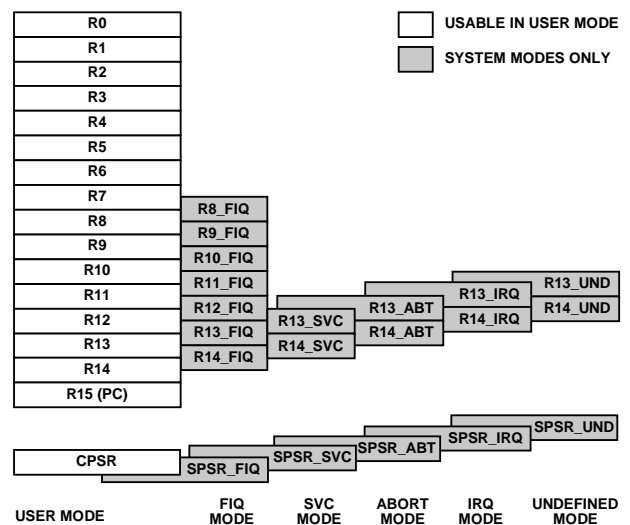 R0
R1
R2
R3
R4
R5
R6
R7
R8
R9
R10
R11
R12
R13
R14
R15 (PC)
USABLE IN USER MODE
SYSTEM MODES ONLY
R8_FIQ
R9_FIQ
R10_FIQ
R11_FIQ
R12_FIQ
R13_FIQ
R14_FIQ
R13_SVC
R14_SVC
R13_ABT
R14_ABT
R13_IRQ
R14_IRQ
R13_UND
R14_UND
CPSR
SPSR_FIQ
SPSR_SVC
SPSR_ABT
SPSR_IRQ
SPSR_UND
USER MODE
FIQ
MODE
SVC
MODE
ABORT
MODE
IRQ
MODE
UNDEFINED
MODE